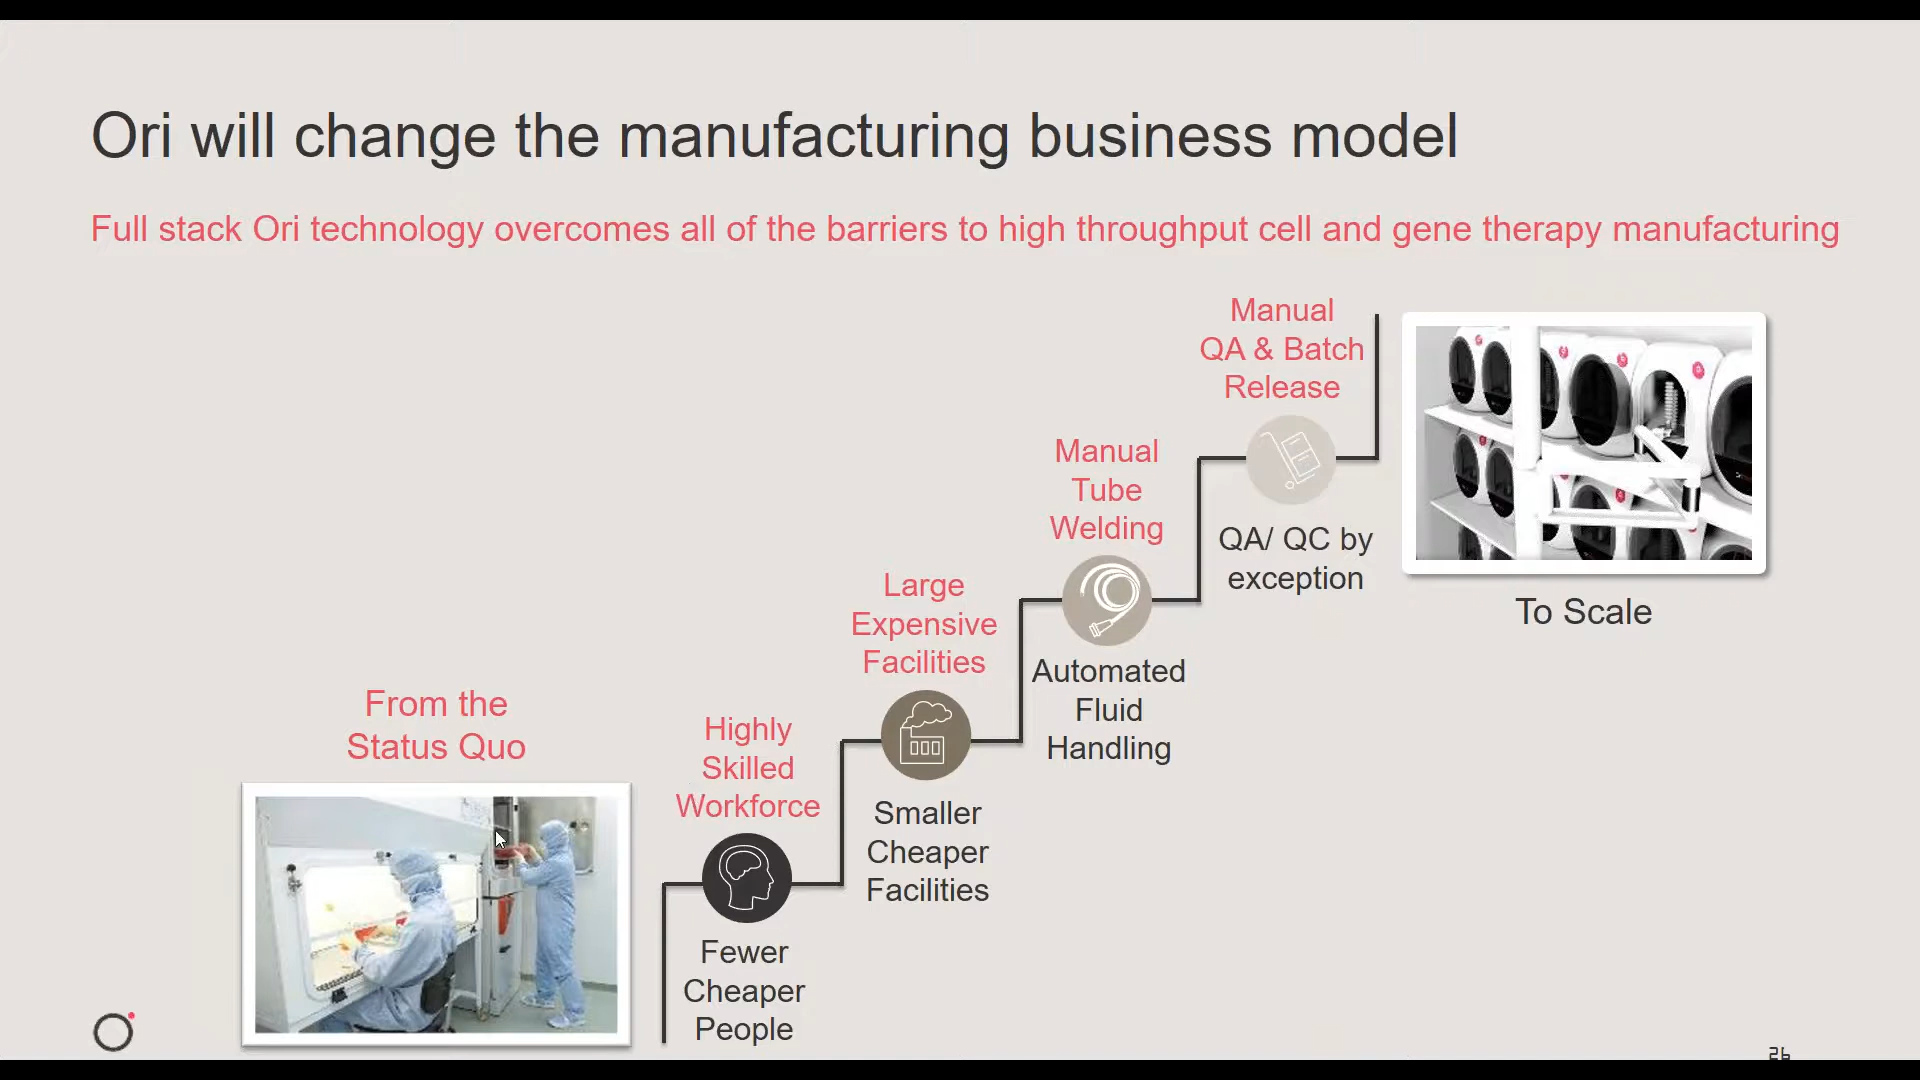 Ori will change the manufacturing business model
Full stack Ori technology overcomes all of the barriers to high throughput cell and gene therapy manufacturing
From the
Status Quo
Highly
Skilled
Workforce
Fewer
Cheaper
People
Large
Expensive
Facilities
Smaller
Cheaper
Facilities
Manual
Tube
Welding
Automated
Fluid
Handling
Manual
QA & Batch
Release
QA/ QC by
exception
To Scale
26